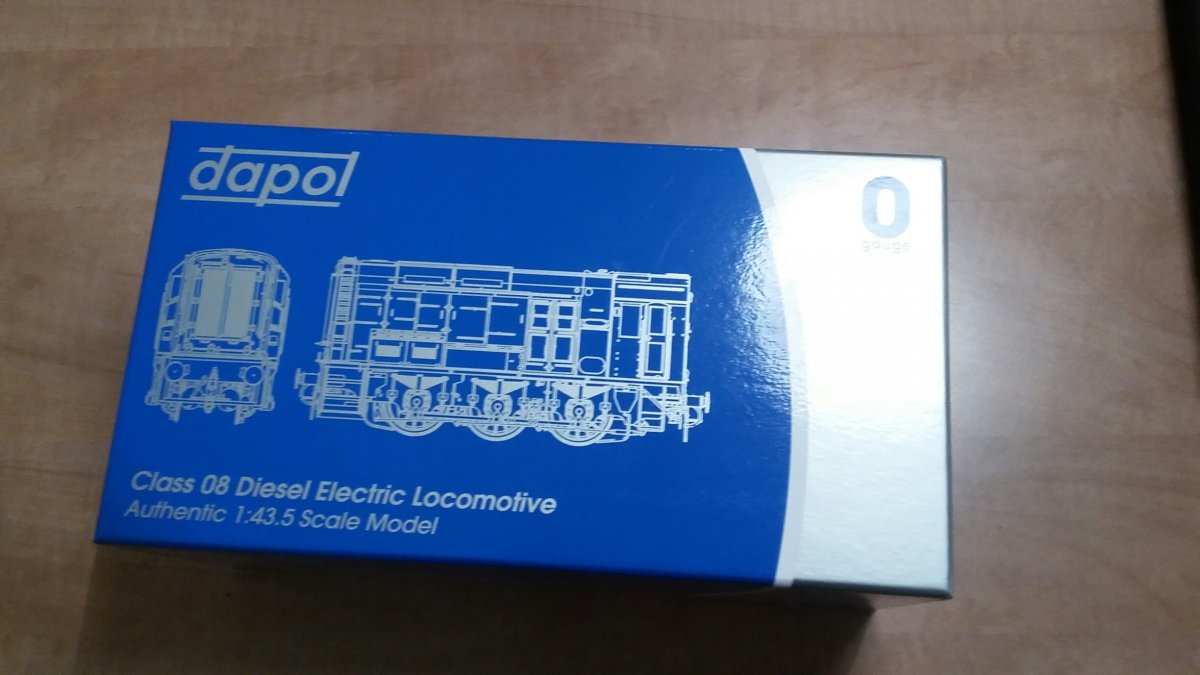 dapol
0
gauge
Class 08 Diesel Electric Locomotive
Authentic 1:43.5 Scale Model